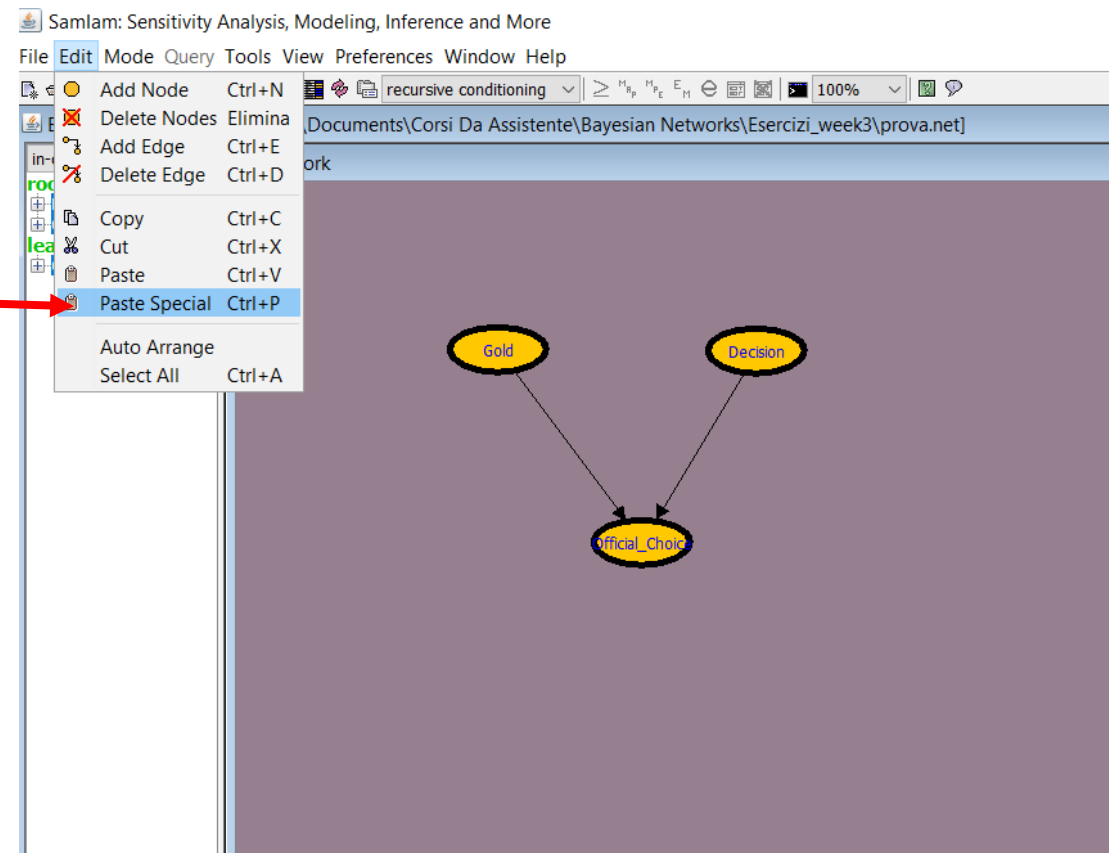 SamIam: Sensitivity Analysis, Modeling, Inference and More
File Edit Mode Query Tools View Preferences Window Help
recursive conditioning 100%
Add Node Ctrl+N
Delete Nodes Elimina
\Documents\Corsi Da Assistente\Bayesian Networks\Esercizi_week3\prova.net]
Add Edge Ctrl+E
Delete Edge Ctrl+D
Copy Ctrl+C
Cut Ctrl+X
Paste Ctrl+V
Paste Special Ctrl+P
Auto Arrange
Select All Ctrl+A
Gold
Decision
Official_Choice